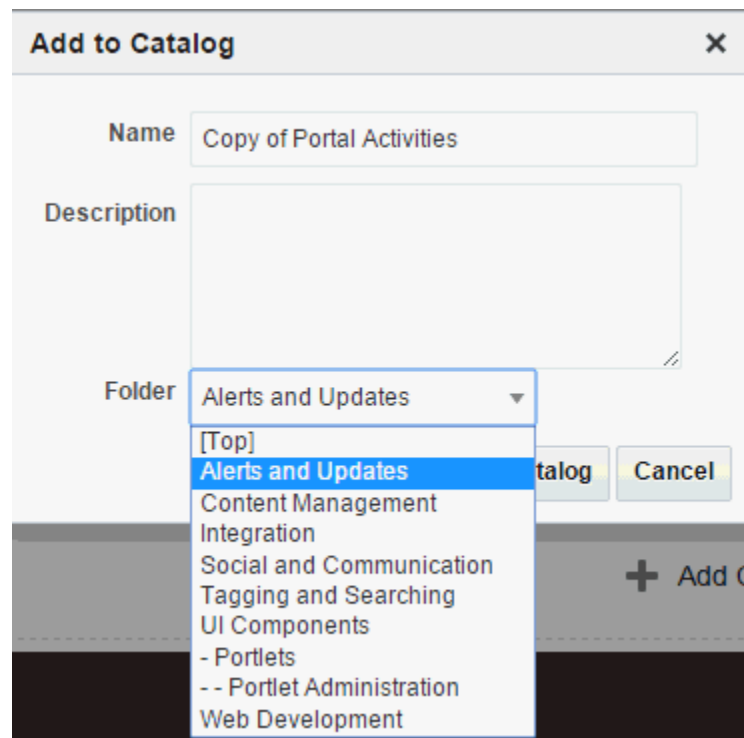 Add to Catalog ×
Name Copy of Portal Activities
Description
Folder Alerts and Updates
[Top]
Alerts and Updates
Content Management
Integration
Social and Communication
Tagging and Searching
UI Components
- Portlets
- - Portlet Administration
Web Development
talog Cancel
Add